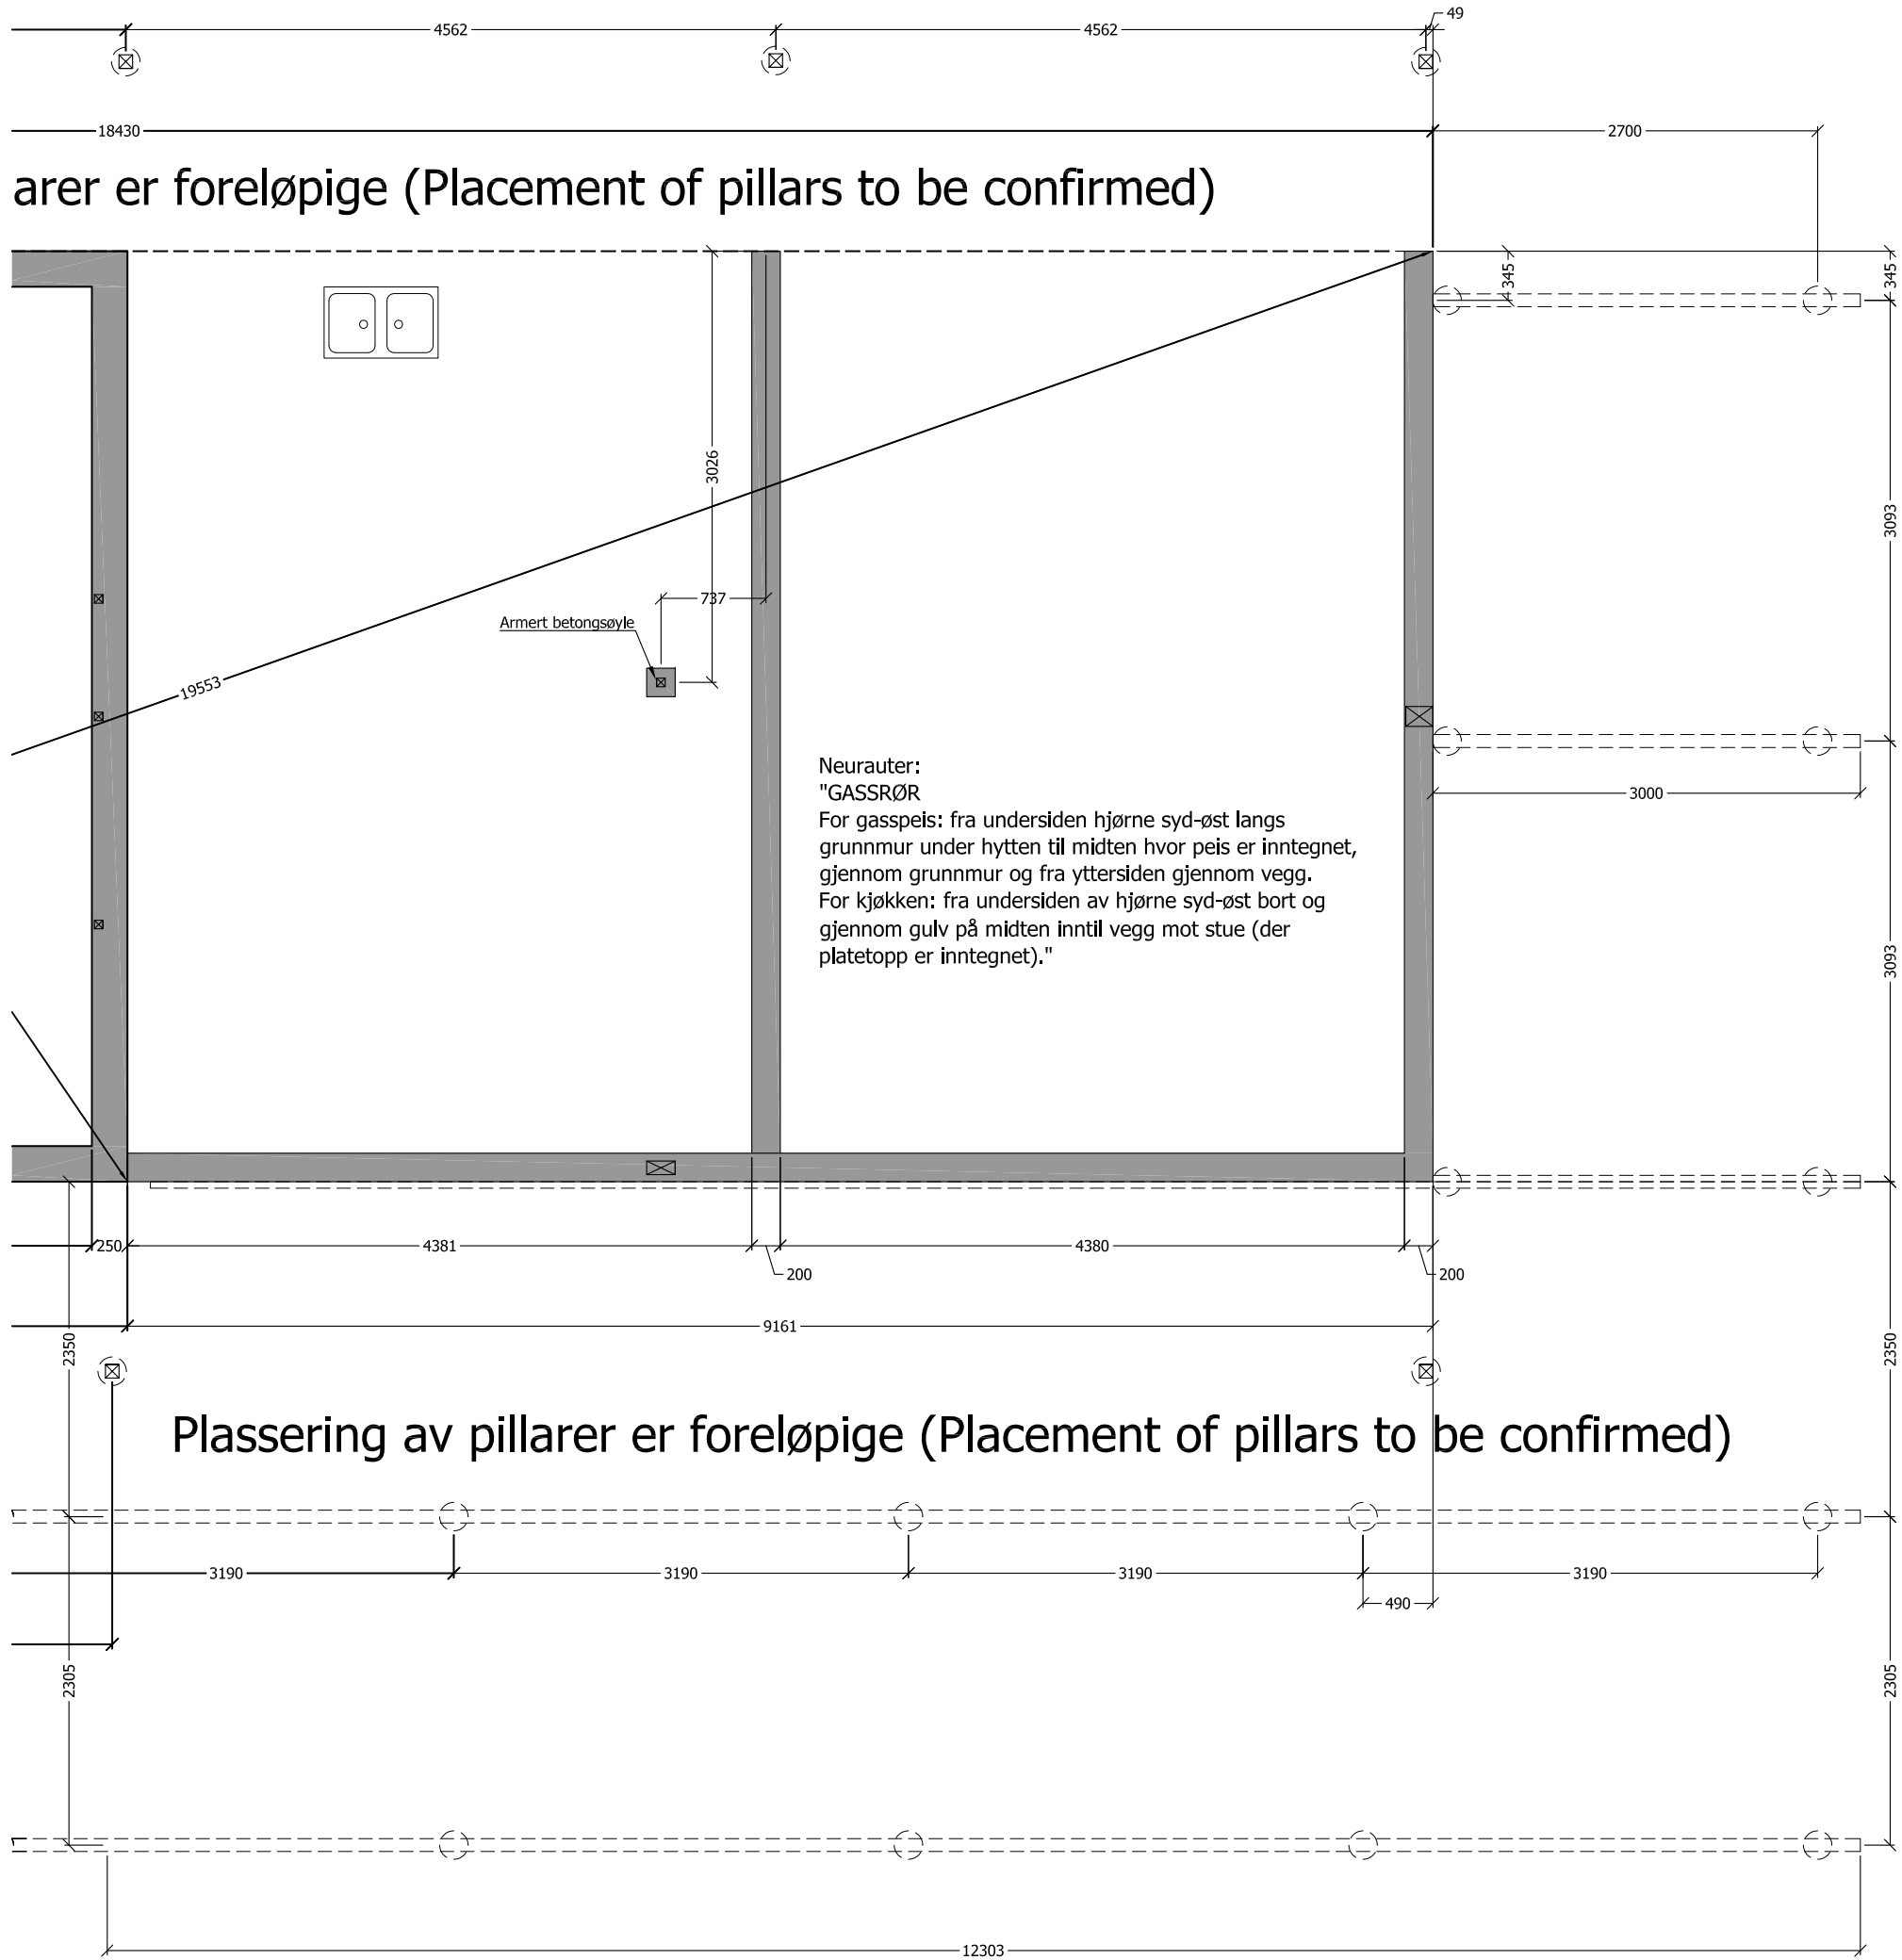 49
4562
4562
18430
2700
arer er foreløpige (Placement of pillars to be confirmed)
345
345
3026
3093
737
Armert betongsøyle
19553
Neurauter:
"GASSRØR
For gasspeis: fra undersiden hjørne syd-øst langs
grunnmur under hytten til midten hvor peis er inntegnet,
gjennom grunnmur og fra yttersiden gjennom vegg.
For kjøkken: fra undersiden av hjørne syd-øst bort og
gjennom gulv på midten inntil vegg mot stue (der
platetopp er inntegnet)."
3000
3093
250
4381
4380
200
200
9161
2350
2350
Plassering av pillarer er foreløpige (Placement of pillars to be confirmed)
3190
3190
3190
3190
490
2305
2305
12303